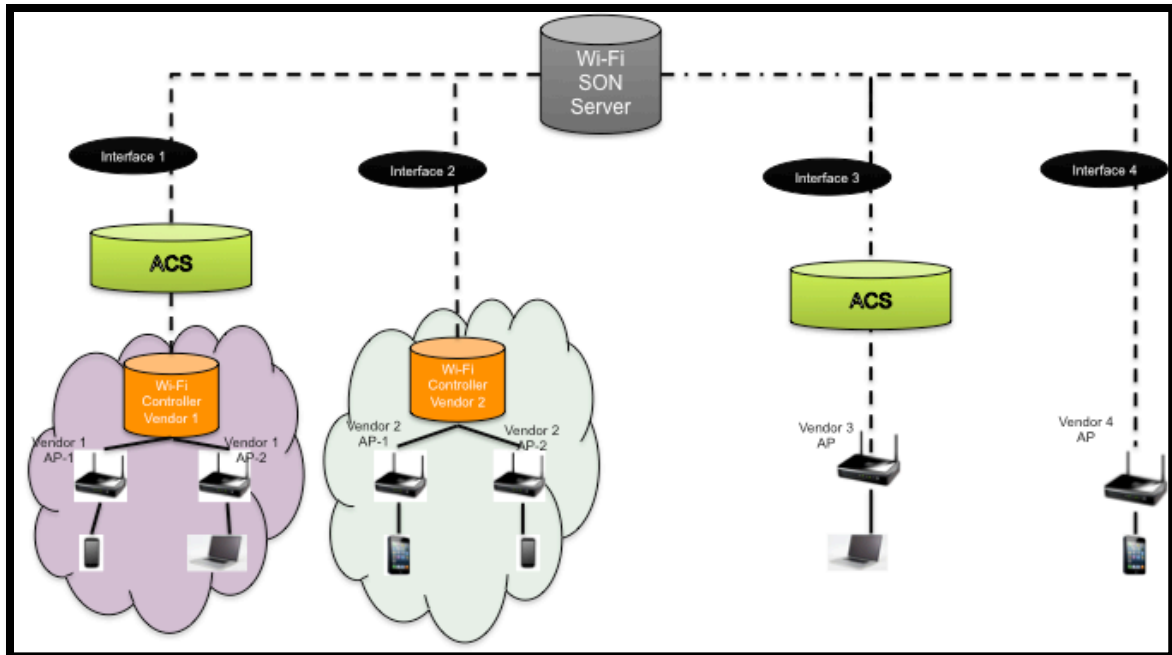 Wi-Fi
SON
Server
Interface 1
Interface 2
Interface 3
Interface 4
ACS
ACS
Wi-Fi
Controller
Vendor 1
Wi-Fi
Controller
Vendor 2
Vendor 1
AP-1
Vendor 1
AP-2
Vendor 2
AP-1
Vendor 2
AP-2
Vendor 3
AP
Vendor 4
AP